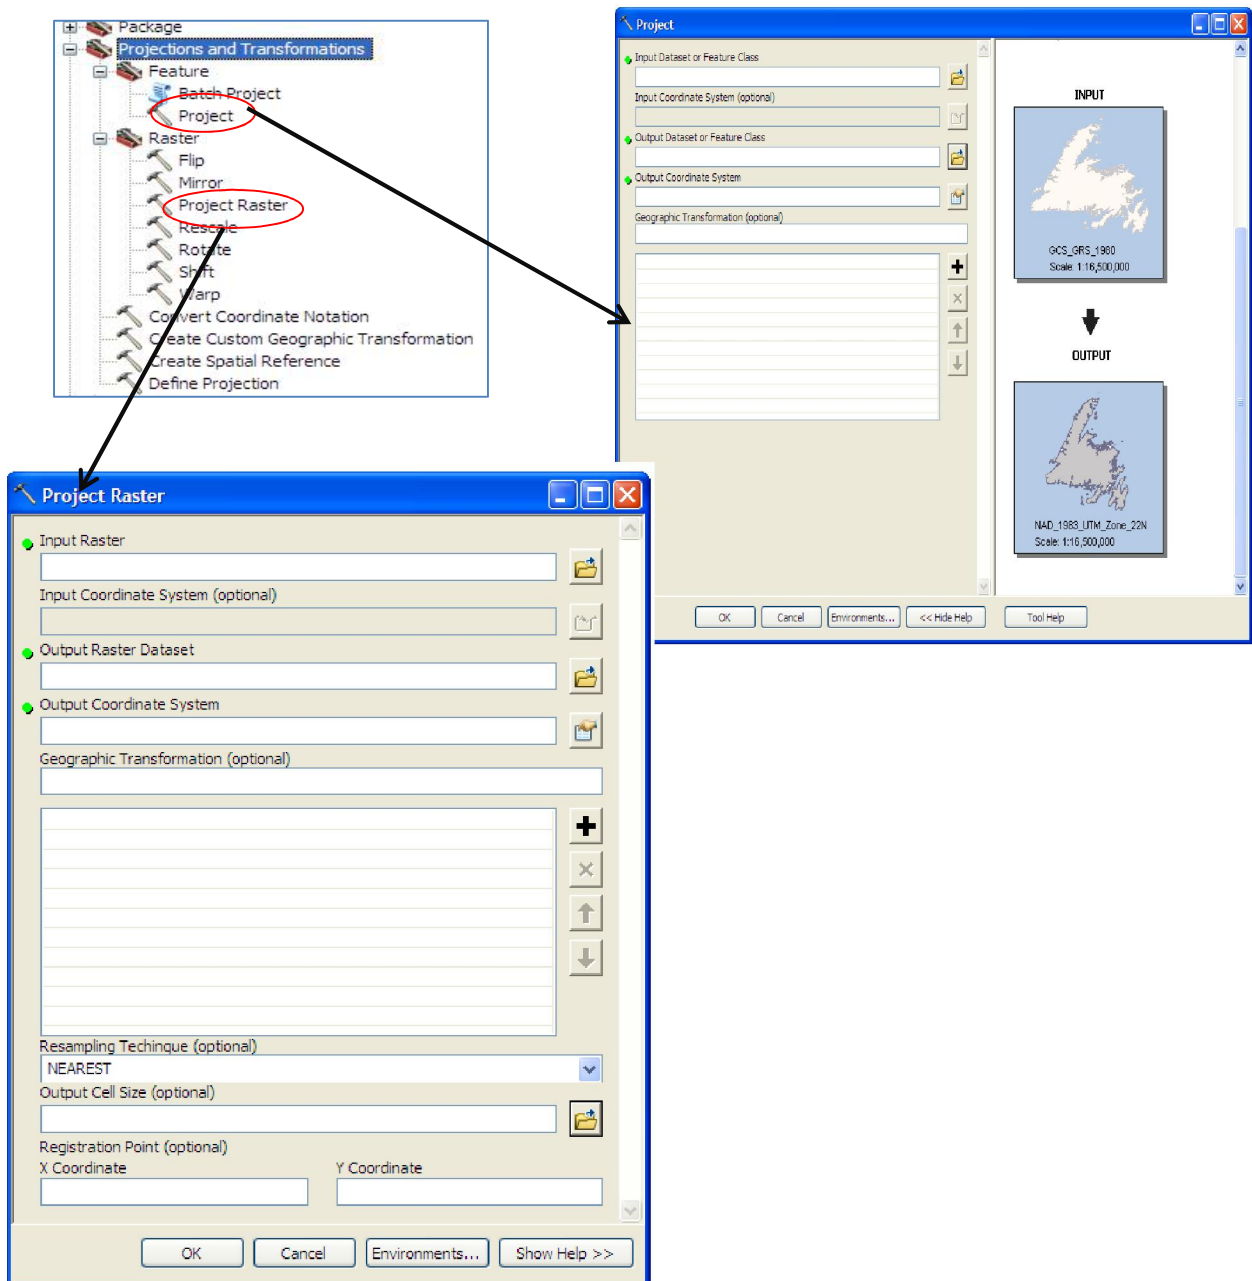 Package
Projections and Transformations
Feature
Batch Project
Project
Raster
Flip
Mirror
Project Raster
Rescale
Rotate
Shift
Warp
Convert Coordinate Notation
Create Custom Geographic Transformation
Create Spatial Reference
Define Projection
Project
Input Dataset or Feature Class
Input Coordinate System (optional)
Output Dataset or Feature Class
Output Coordinate System
Geographic Transformation (optional)
INPUT
GCS_GRS_1980
Scale: 1:16,500,000
OUTPUT
NAD_1983_UTM_Zone_22N
Scale: 1:16,500,000
OK
Cancel
Environments...
<< Hide Help
Tool Help
Project Raster
Input Raster
Input Coordinate System (optional)
Output Raster Dataset
Output Coordinate System
Geographic Transformation (optional)
Resampling Techinque (optional)
NEAREST
Output Cell Size (optional)
Registration Point (optional)
X Coordinate Y Coordinate
OK Cancel Environments... Show Help >>